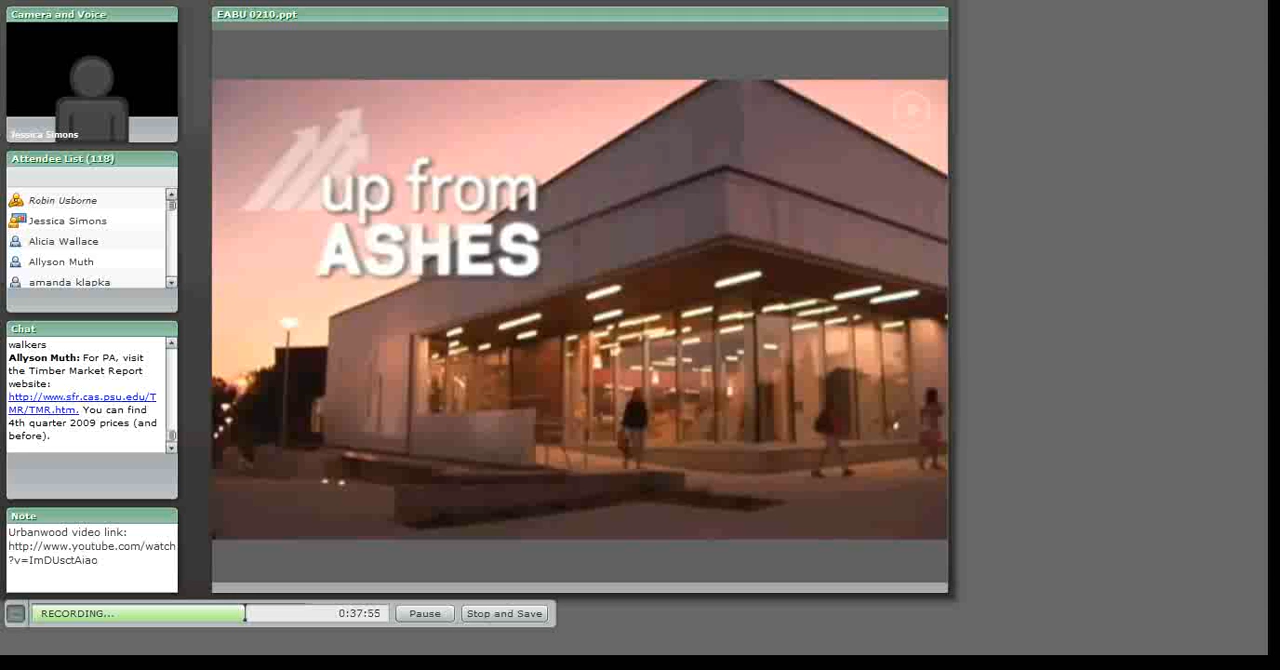 Camera and Voice
Jessica Simons
Attendee List (118)
Robin Usborne
Jessica Simons
Alicia Wallace
Allyson Muth
amanda klapka
Chat
walkers
Allyson Muth: For PA, visit
the Timber Market Report
website:
http://www.sfr.cas.psu.edu/T
MR/TMR.htm. You can find
4th quarter 2009 prices (and
before).
Note
Urbanwood video link:
http://www.youtube.com/watch
?v=ImDUsctAiao
EABU 0210.ppt
up from
ASHES
RECORDING...
0:37:55
Pause
Stop and Save